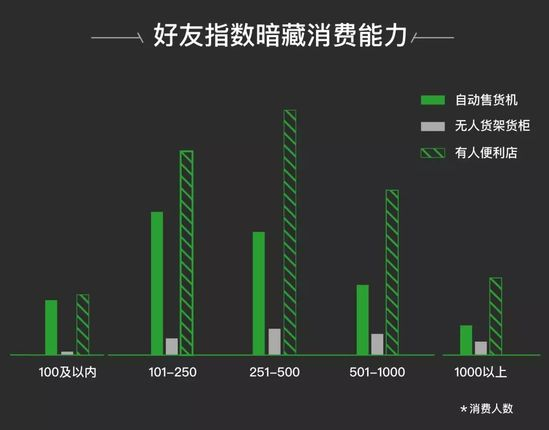 好友指数暗藏消费能力
自动售货机
无人货架货柜
有人便利店
100及以内
101-250
251-500
501-1000
1000以上
*消费人数